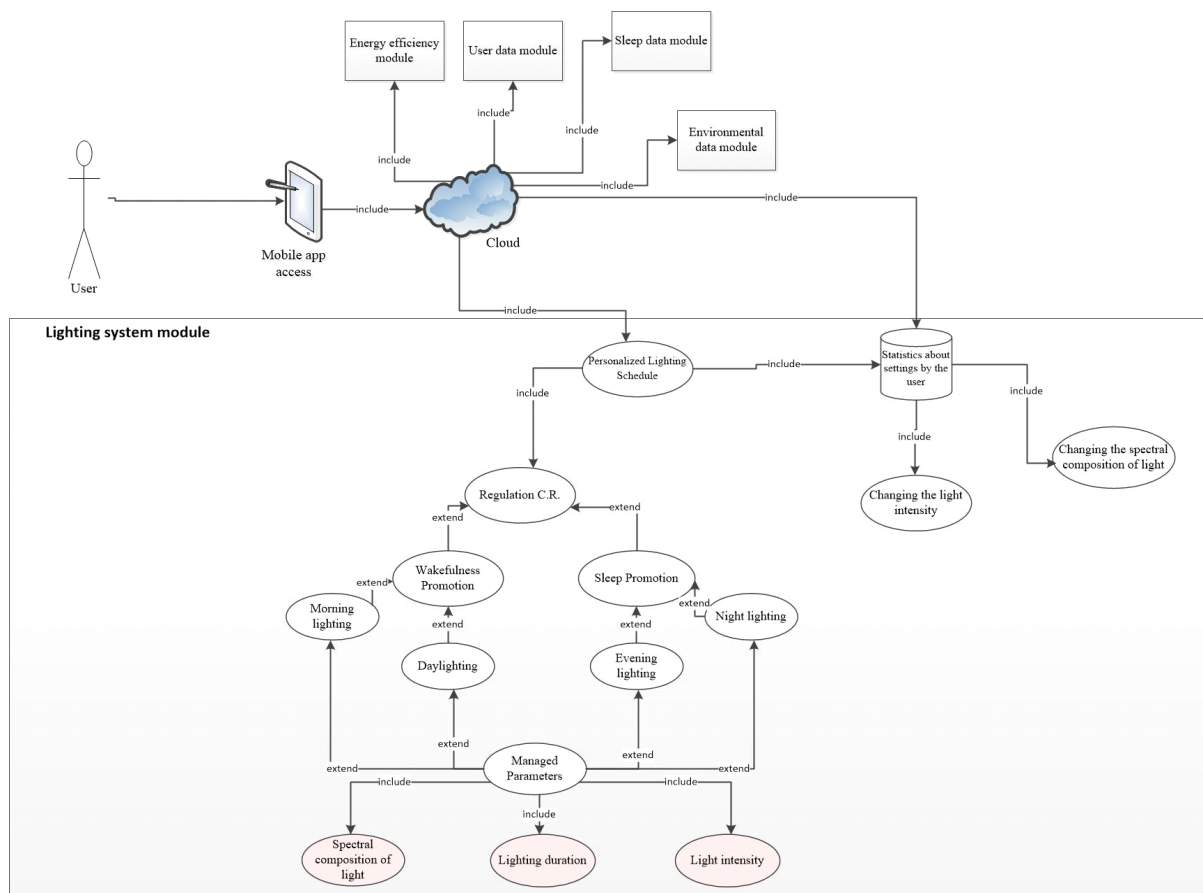 Energy efficiency
module
User data module
Sleep data module
include
include
include
Environmental
data module
include
include
include
Cloud
Mobile app
access
User
include
Lighting system module
Personalized Lighting
Schedule
include
Statistics about
settings by the
user
include
include
include
Changing the spectral
composition of light
Changing the light
intensity
Regulation C.R.
extend
extend
Wakefulness
Promotion
Sleep Promotion
extend
extend
Morning
lighting
Night lighting
extend
extend
Daylighting
Evening
lighting
extend
extend
extend
extend
Managed
Parameters
include
include
include
Spectral
composition of
light
Lighting duration
Light intensity